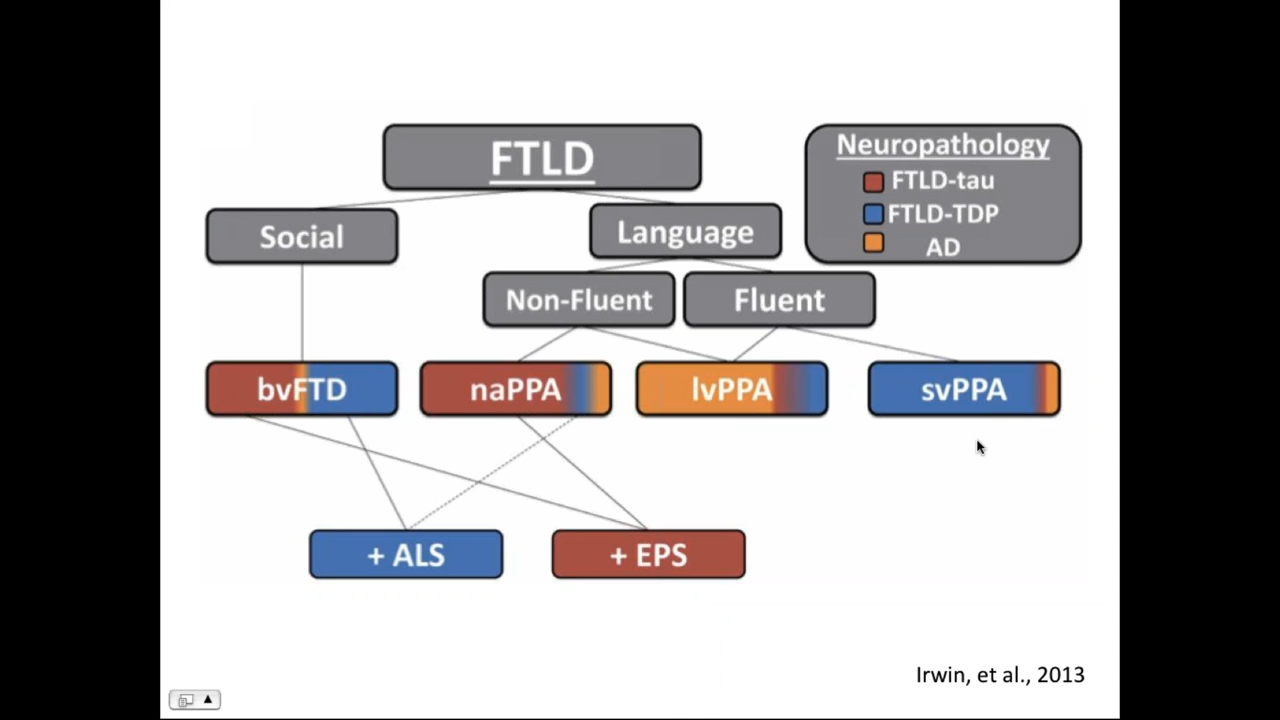 FTLD
Neuropathology
FTLD-tau
FTLD-TDP
AD
Social
Language
Non-Fluent
Fluent
bvFTD
naPPA
lvPPA
svPPA
+ ALS
+ EPS
Irwin, et al., 2013